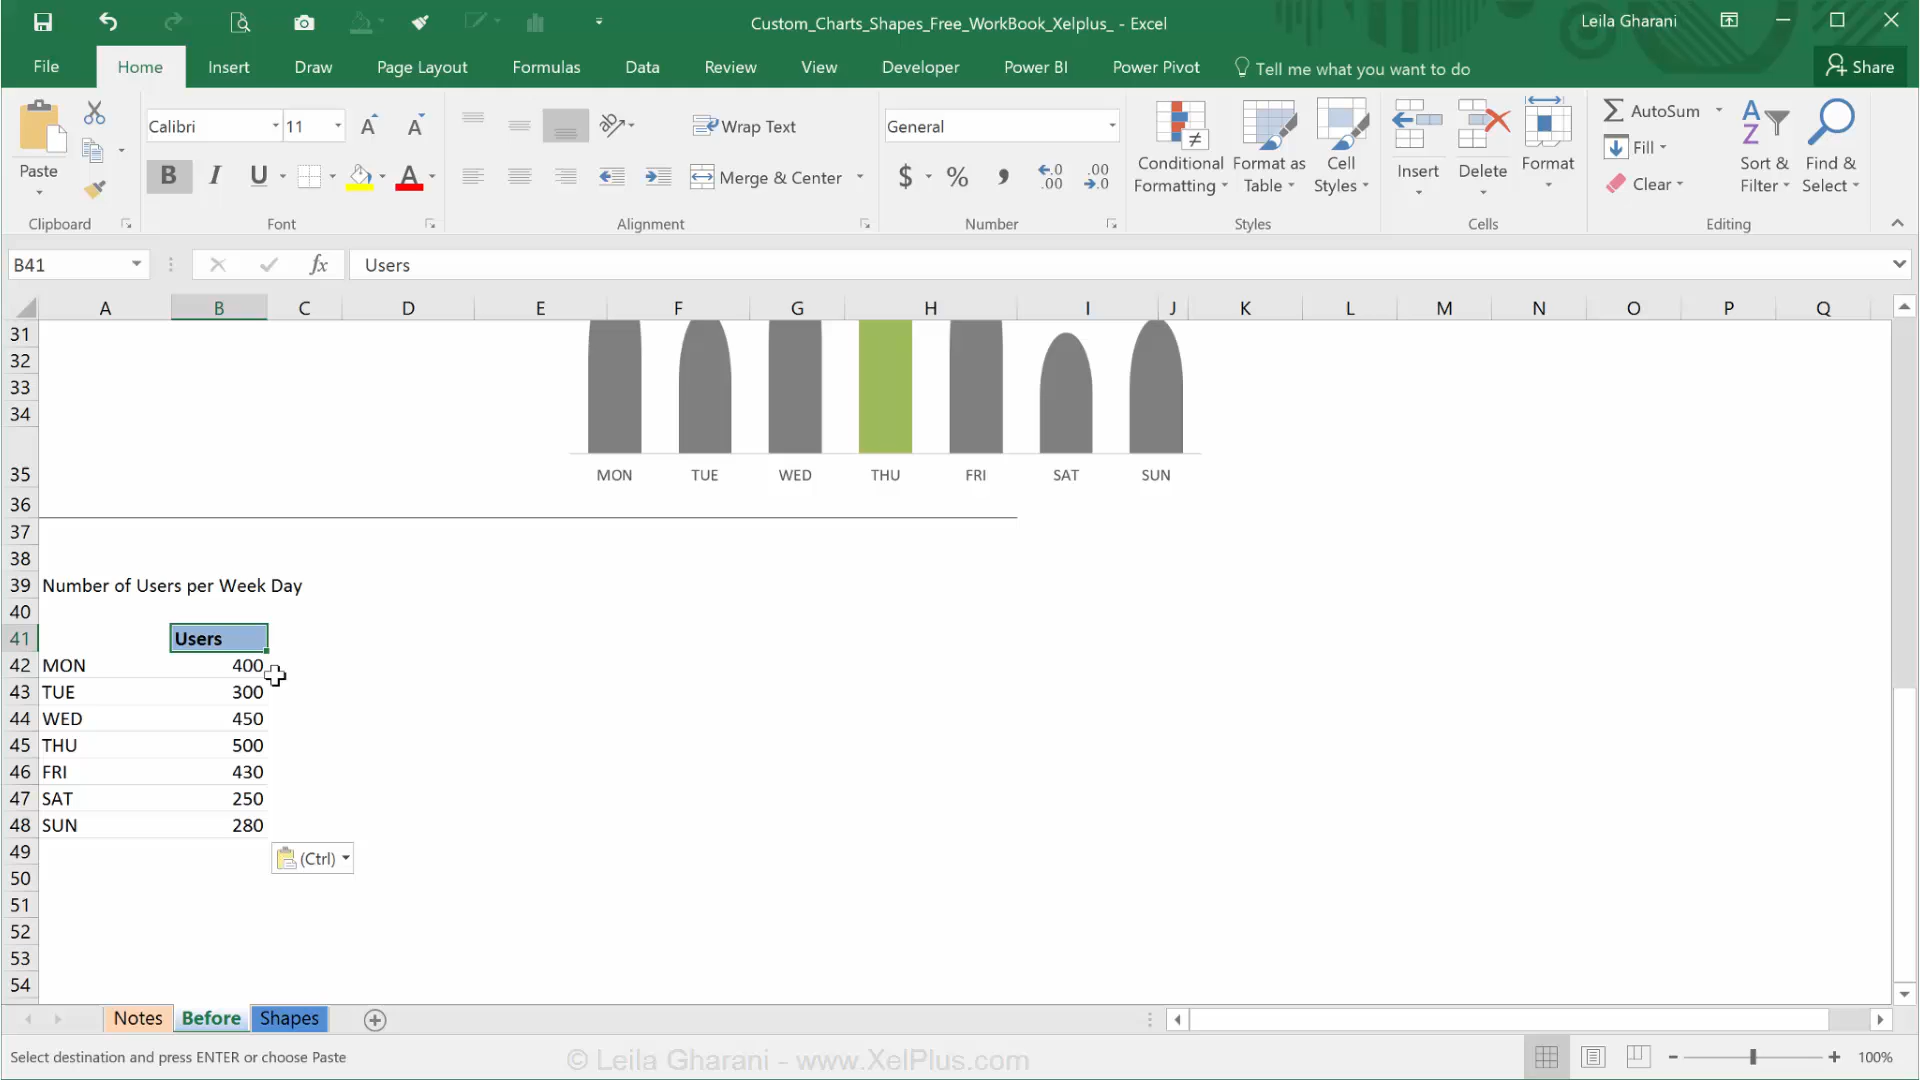 Custom_Charts_Shapes_Free_WorkBook_Xelplus_ - Excel
Leila Gharani
File Home Insert Draw Page Layout Formulas Data Review View Developer Power BI Power Pivot Tell me what you want to do Share
Paste
Clipboard
Calibri 11
B I U
Font
Wrap Text
Merge & Center
Alignment
General
$ % , .0 .00 .00 .0
Number
Conditional Formatting
Format as Table
Cell Styles
Styles
Insert
Delete
Format
Cells
AutoSum
Fill
Clear
Sort & Filter
Find & Select
Editing
B41 fx Users
A B C D E F G H I J K L M N O P Q
31
32
33
34
35 MON TUE WED THU FRI SAT SUN
36
37
38
39 Number of Users per Week Day
40
41 Users
42 MON 400
43 TUE 300
44 WED 450
45 THU 500
46 FRI 430
47 SAT 250
48 SUN 280
49 (Ctrl)
50
51
52
53
54
Notes Before Shapes
Select destination and press ENTER or choose Paste
© Leila Gharani - www.XelPlus.com
100%